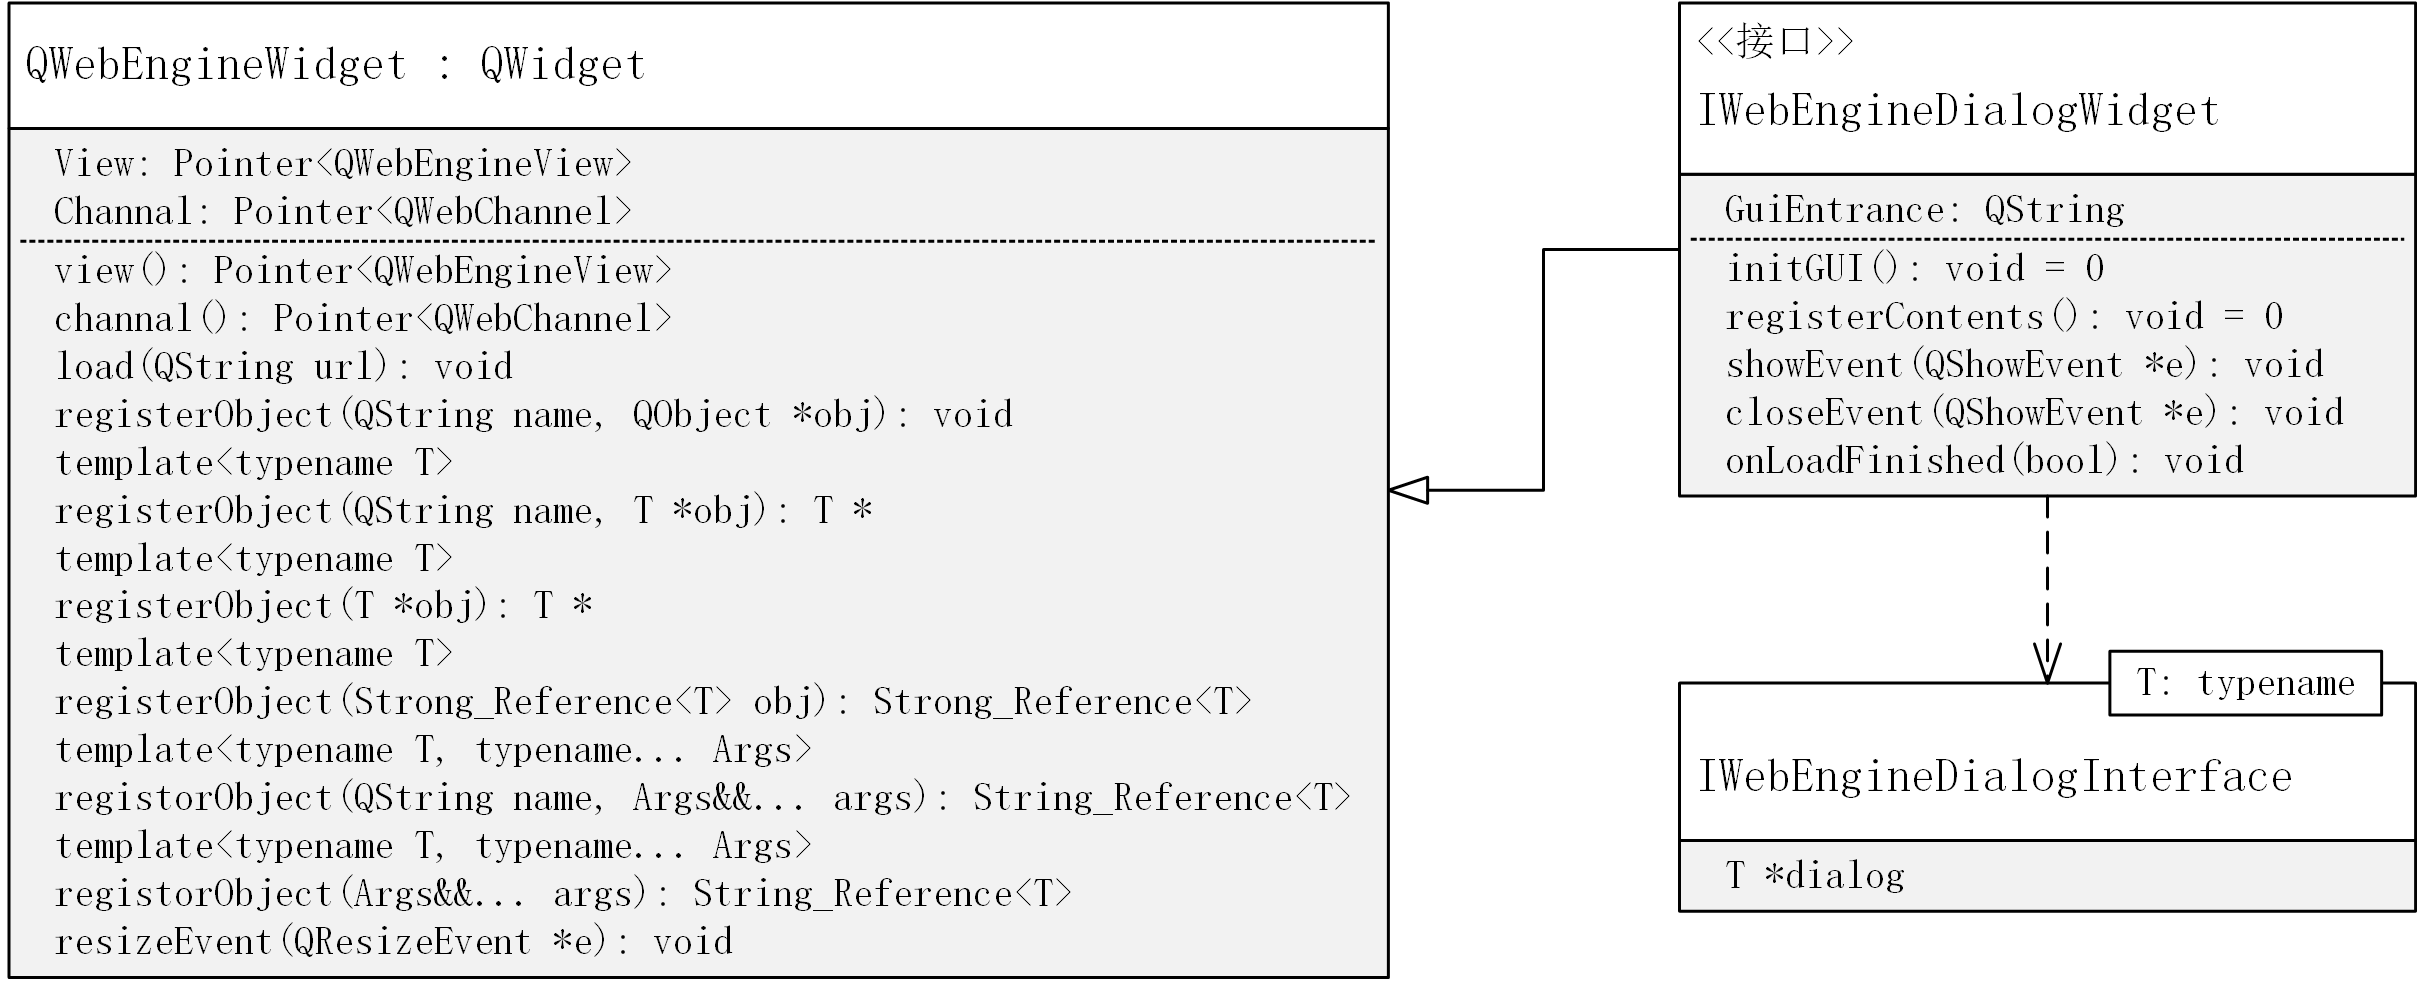 QWebEngineWidget : QWidget
View: Pointer<QWebEngineView>
Channal: Pointer<QWebChannel>
view(): Pointer<QWebEngineView>
channal(): Pointer<QWebChannel>
load(QString url): void
registerObject(QString name, QObject *obj): void
template<typename T>
registerObject(QString name, T *obj): T *
template<typename T>
registerObject(T *obj): T *
template<typename T>
registerObject(Strong_Reference<T> obj): Strong_Reference<T>
template<typename T, typename... Args>
registorObject(QString name, Args&&... args): String_Reference<T>
template<typename T, typename... Args>
registorObject(Args&&... args): String_Reference<T>
resizeEvent(QResizeEvent *e): void
<<接口>>
IWebEngineDialogWidget
GuiEntrance: QString
initGUI(): void = 0
registerContents(): void = 0
showEvent(QShowEvent *e): void
closeEvent(QShowEvent *e): void
onLoadFinished(bool): void
T: typename
IWebEngineDialogInterface
T *dialog